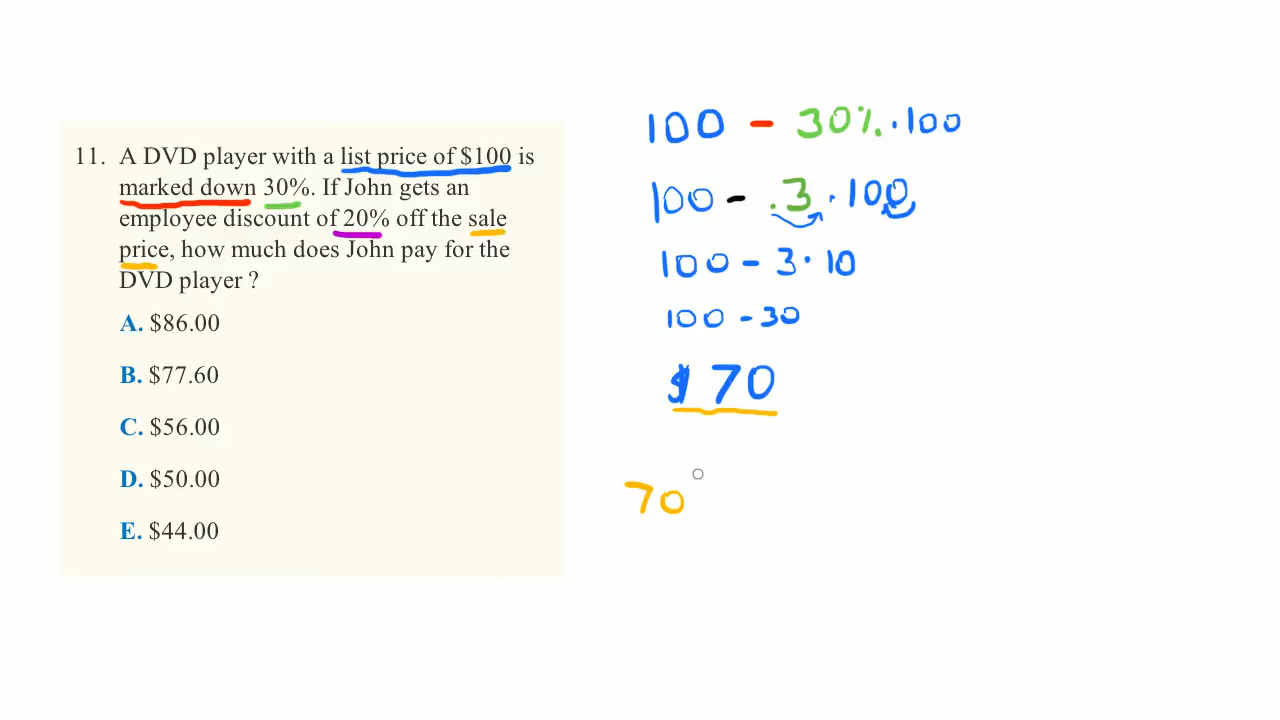 11. A DVD player with a list price of $100 is
marked down 30%. If John gets an
employee discount of 20% off the sale
price, how much does John pay for the
DVD player ?
A. $86.00
B. $77.60
C. $56.00
D. $50.00
E. $44.00
100 - 30% · 100
100 - .3 · 100
100 - 3 · 10
100 - 30
$70
70